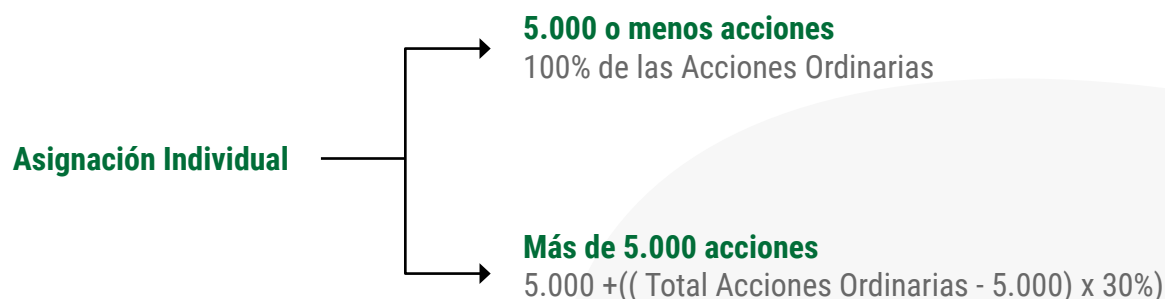 5.000 o menos acciones
100% de las Acciones Ordinarias
Asignación Individual
Más de 5.000 acciones
5.000 +(( Total Acciones Ordinarias - 5.000) x 30%)